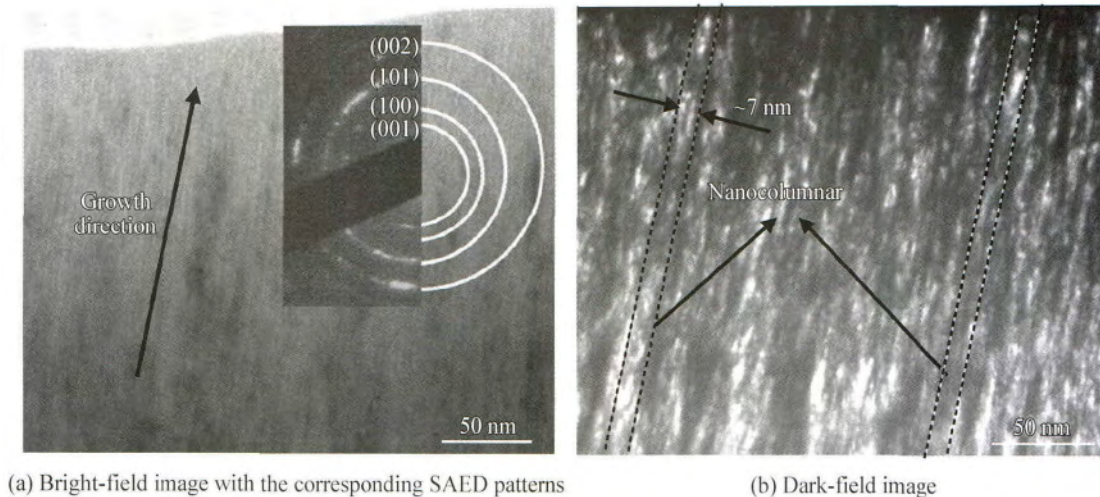 (002)
(101)
(100)
(001)
Growth
direction
50 nm
~7 nm
Nanocolumnar
50 nm
(a) Bright-field image with the corresponding SAED patterns
(b) Dark-field image